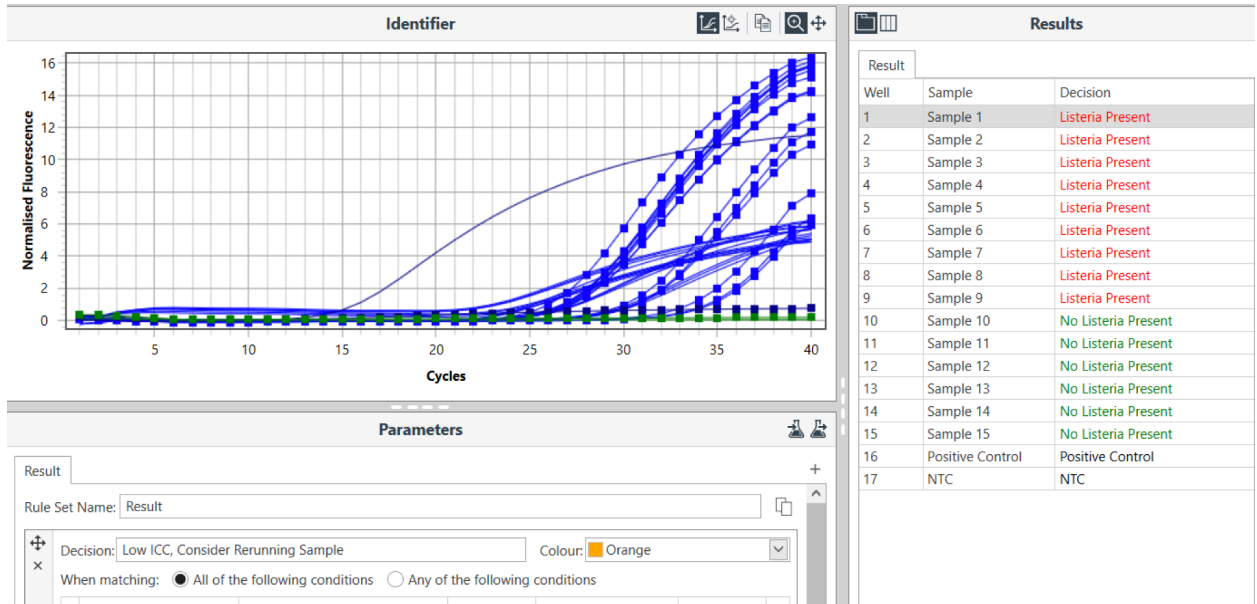 Identifier
16
14
12
10
8
6
4
2
0
Normalised Fluorescence
5 10 15 20 25 30 35 40
Cycles
Parameters
Result
Rule Set Name: Result
Decision: Low ICC, Consider Rerunning Sample Colour: Orange
When matching: All of the following conditions Any of the following conditions
Results
Result
Well Sample Decision
1 Sample 1 Listeria Present
2 Sample 2 Listeria Present
3 Sample 3 Listeria Present
4 Sample 4 Listeria Present
5 Sample 5 Listeria Present
6 Sample 6 Listeria Present
7 Sample 7 Listeria Present
8 Sample 8 Listeria Present
9 Sample 9 Listeria Present
10 Sample 10 No Listeria Present
11 Sample 11 No Listeria Present
12 Sample 12 No Listeria Present
13 Sample 13 No Listeria Present
14 Sample 14 No Listeria Present
15 Sample 15 No Listeria Present
16 Positive Control Positive Control
17 NTC NTC